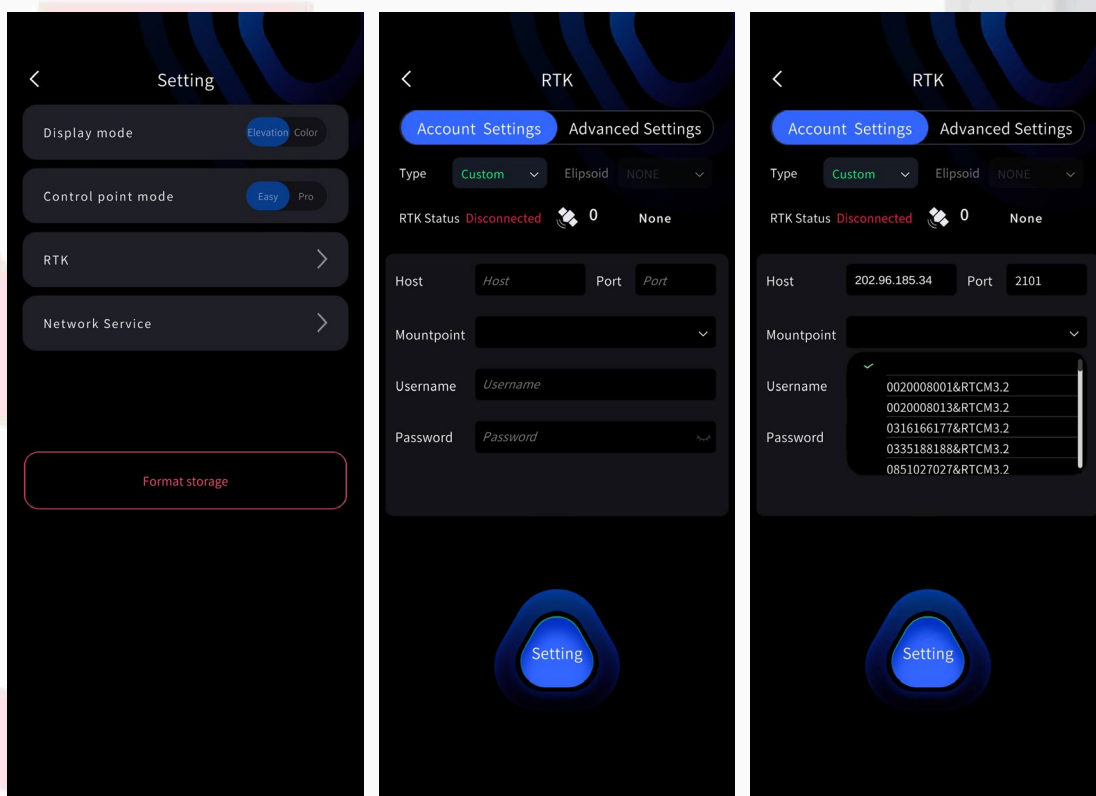 Setting
Display mode Elevation Color
Control point mode Easy Pro
RTK
Network Service
Format storage
RTK
Account Settings Advanced Settings
Type Custom Elipsoid NONE
RTK Status Disconnected 0 None
Host Host Port Port
Mountpoint
Username Username
Password Password
Setting
RTK
Account Settings Advanced Settings
Type Custom Elipsoid NONE
RTK Status Disconnected 0 None
Host 202.96.185.34 Port 2101
Mountpoint
Username
Password
0020008001&RTCM3.2
0020008013&RTCM3.2
0316166177&RTCM3.2
0335188188&RTCM3.2
0851027027&RTCM3.2
Setting